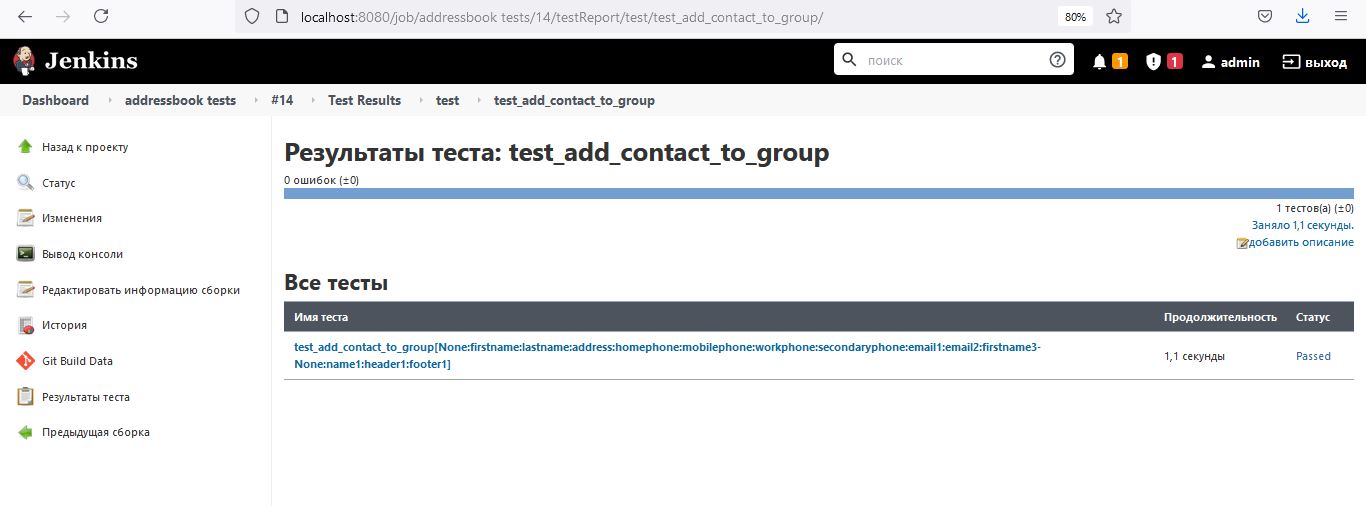 localhost:8080/job/addressbook tests/14/testReport/test/test_add_contact_to_group/
80%
Jenkins
поиск
1
1
admin
выход
Dashboard
addressbook tests
#14
Test Results
test
test_add_contact_to_group
Назад к проекту
Статус
Изменения
Вывод консоли
Редактировать информацию сборки
История
Git Build Data
Результаты теста
Предыдущая сборка
Результаты теста: test_add_contact_to_group
0 ошибок (±0)
1 тестов(а) (±0)
Заняло 1,1 секунды.
добавить описание
Все тесты
Имя теста Продолжительность Статус
test_add_contact_to_group[None:firstname:lastname:address:homephone:mobilephone:workphone:secondaryphone:email1:email2:firstname3-
None:name1:header1:footer1]
1,1 секунды
Passed